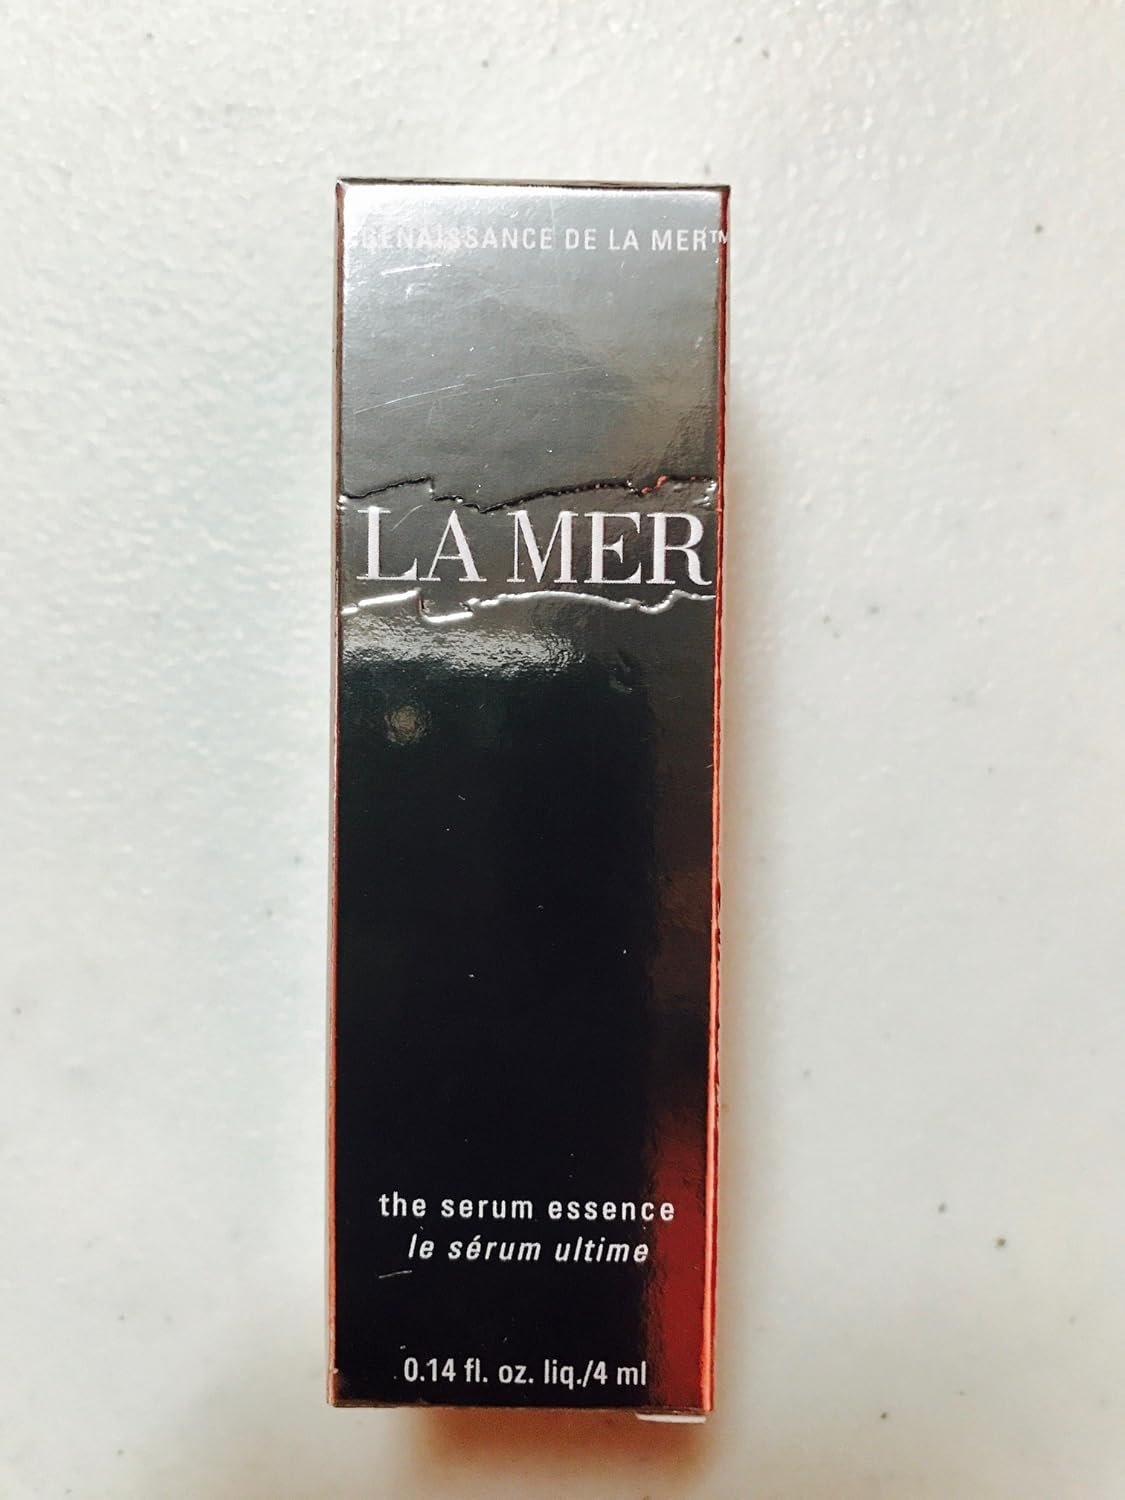 RENAISSANCE DE LA MER™
LA MER
the serum essence
le sérum ultime
0.14 fl. oz. liq./4 ml